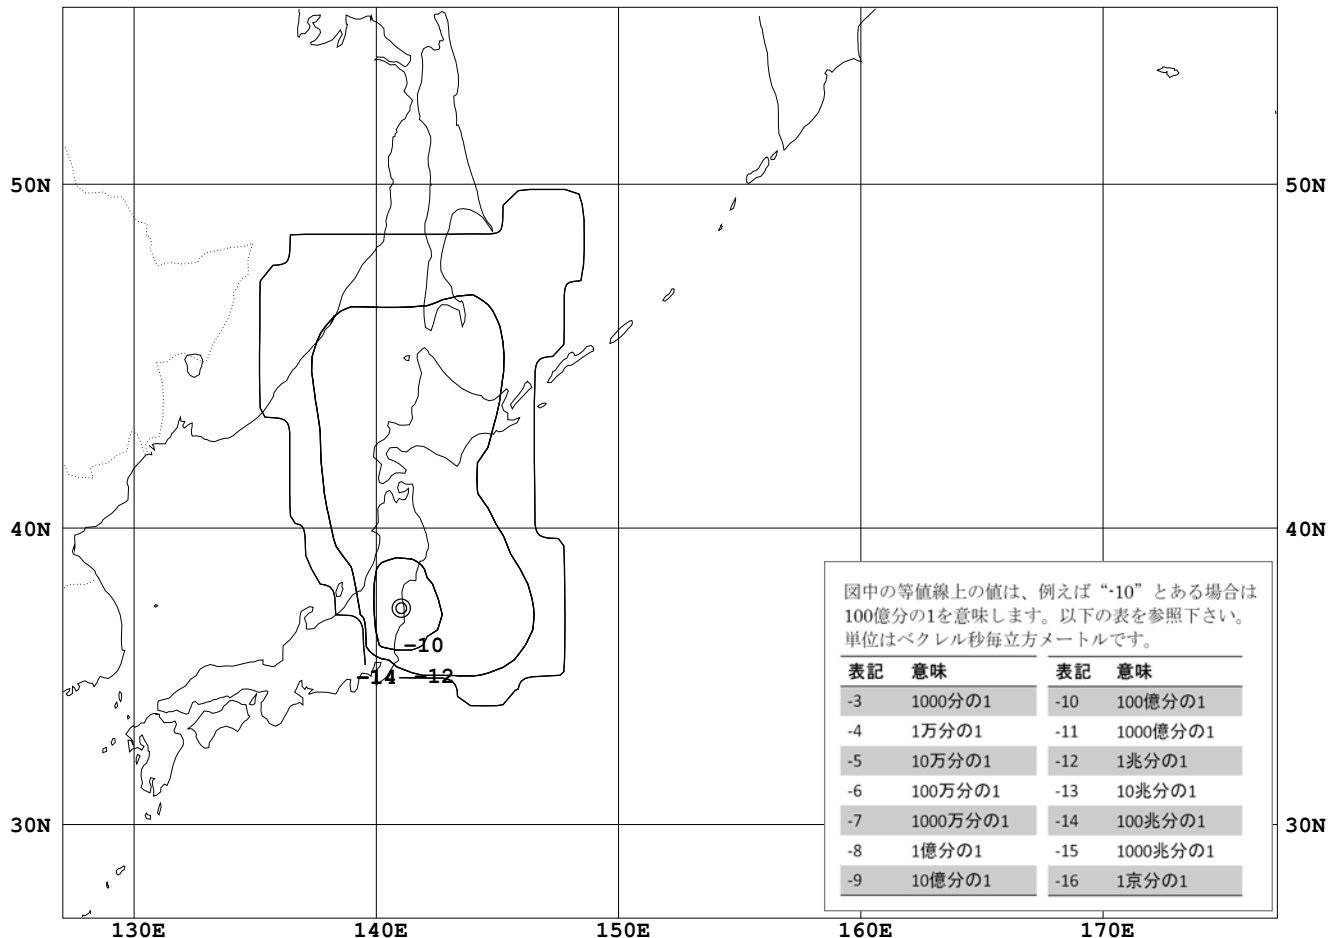 50N 50N
40N 40N
図中の等値線上の値は、例えば“-10”とある場合は
100億分の1を意味します。以下の表を参照下さい。
単位はベクレル秒毎立方メートルです。
-10
-14 -12
表記 意味 表記 意味
-3 1000分の1 -10 100億分の1
-4 1万分の1 -11 1000億分の1
-5 10万分の1 -12 1兆分の1
-6 100万分の1 -13 10兆分の1
-7 1000万分の1 -14 100兆分の1
-8 1億分の1 -15 1000兆分の1
-9 10億分の1 -16 1京分の1
30N 30N
130E 140E 150E 160E 170E